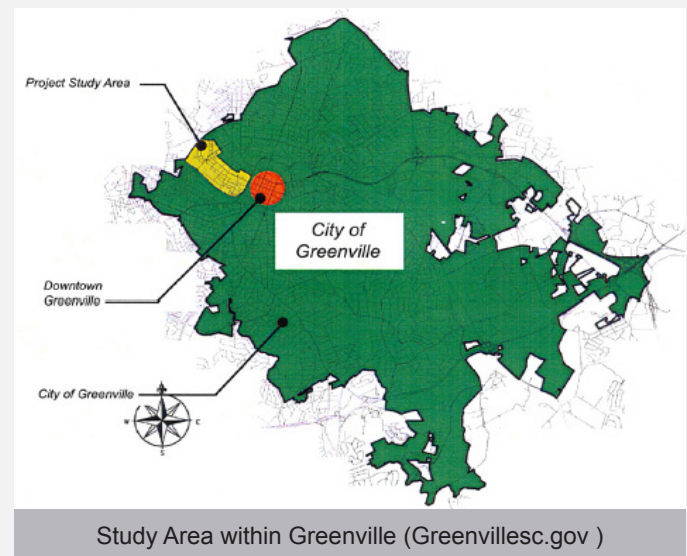 Project Study Area
City of
Greenville
Downtown
Greenville
City of Greenville
N
W
E
S
Study Area within Greenville (Greenvillesc.gov )